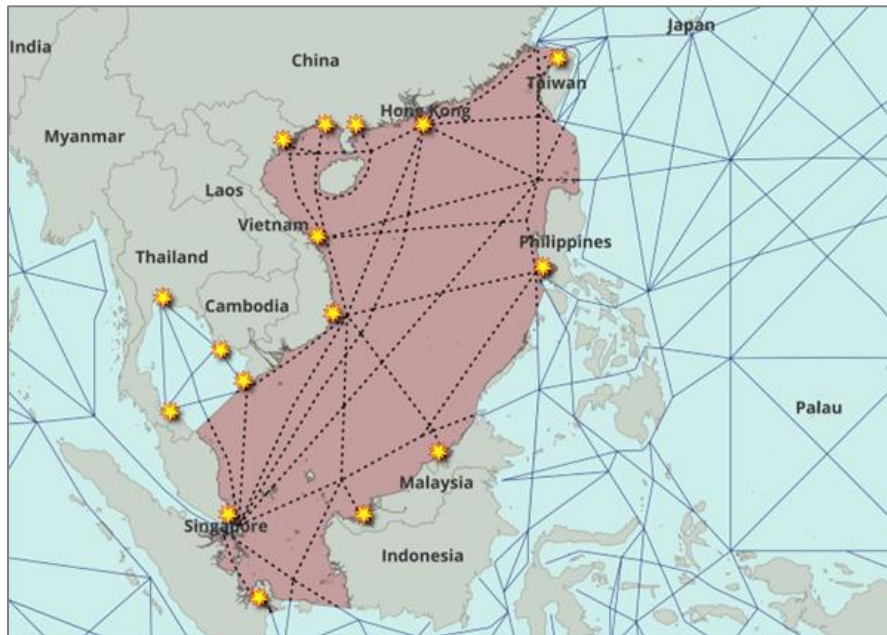 Japan
India
China
Taiwan
Hong Kong
Myanmar
Laos
Vietnam
Philippines
Thailand
Cambodia
Palau
Malaysia
Singapore
Indonesia